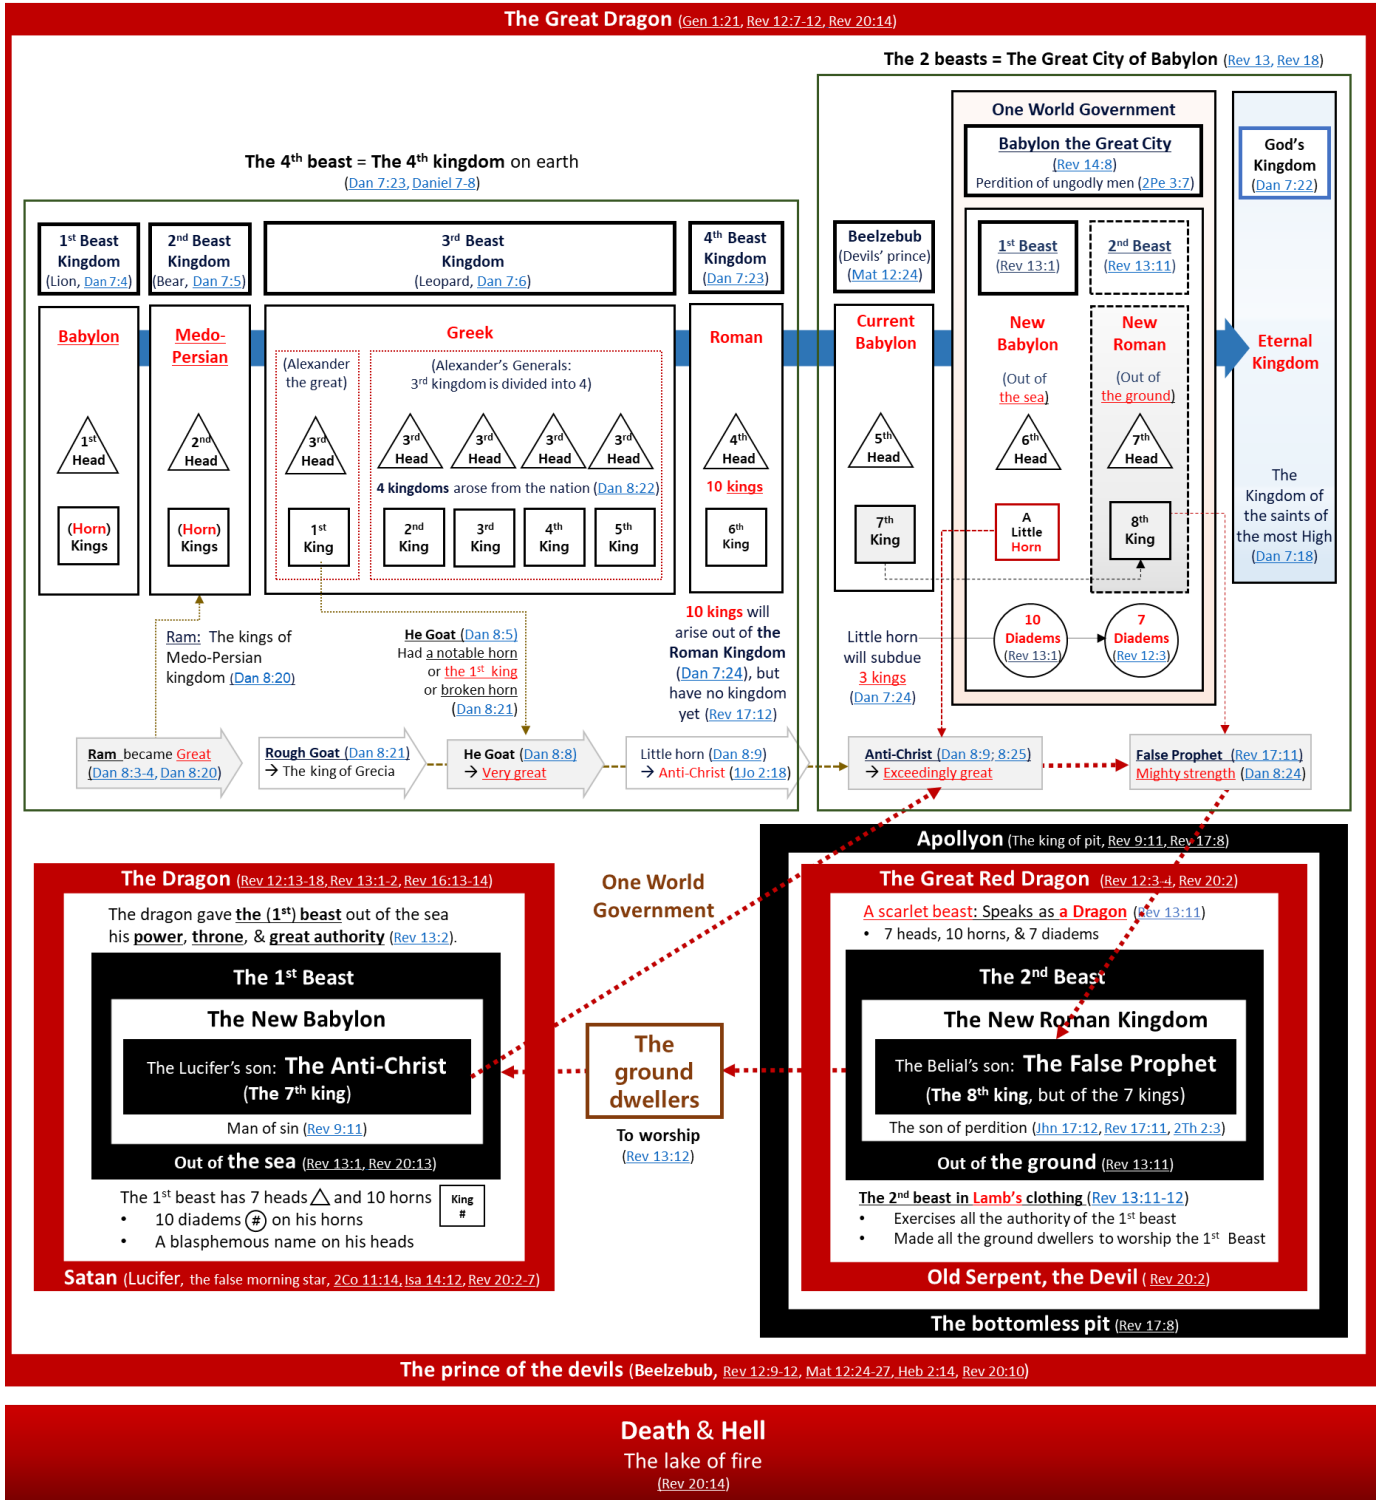 The Great Dragon (Gen 1:21, Rev 12:7-12, Rev 20:14)
The 2 beasts = The Great City of Babylon (Rev 13, Rev 18)
The 4th beast = The 4th kingdom on earth
(Dan 7:23, Daniel 7-8)
1st Beast
Kingdom
(Lion, Dan 7:4)
2nd Beast
Kingdom
(Bear, Dan 7:5)
3rd Beast
Kingdom
(Leopard, Dan 7:6)
4th Beast
Kingdom
(Dan 7:23)
Babylon
1st
Head
(Horn)
Kings
Medo-
Persian
2nd
Head
(Horn)
Kings
Greek
(Alexander
the great)
3rd
Head
1st
King
(Alexander's Generals:
3rd kingdom is divided into 4)
3rd
Head
3rd
Head
3rd
Head
3rd
Head
4 kingdoms arose from the nation (Dan 8:22)
2nd
King
3rd
King
4th
King
5th
King
Roman
4th
Head
10 kings
6th
King
Beelzebub
(Devils' prince)
(Mat 12:24)
Current
Babylon
5th
Head
7th
King
One World Government
Babylon the Great City
(Rev 14:8)
Perdition of ungodly men (2Pe 3:7)
1st Beast
(Rev 13:1)
New
Babylon
(Out of
the sea)
6th
Head
A
Little
Horn
10
Diadems
(Rev 13:1)
2nd Beast
(Rev 13:11)
New
Roman
(Out of
the ground)
7th
Head
8th
King
7
Diadems
(Rev 12:3)
God's
Kingdom
(Dan 7:22)
Eternal
Kingdom
The
Kingdom of
the saints of
the most High
(Dan 7:18)
Ram: The kings of
Medo-Persian
kingdom (Dan 8:20)
He Goat (Dan 8:5)
Had a notable horn
or the 1st king
or broken horn
(Dan 8:21)
10 kings will
arise out of the
Roman Kingdom
(Dan 7:24), but
have no kingdom
yet (Rev 17:12)
Little horn
will subdue
3 kings
(Dan 7:24)
Ram became Great
(Dan 8:3-4, Dan 8:20)
Rough Goat (Dan 8:21)
→ The king of Grecia
He Goat (Dan 8:8)
→ Very great
Little horn (Dan 8:9)
→ Anti-Christ (1Jo 2:18)
Anti-Christ (Dan 8:9; 8:25)
→ Exceedingly great
False Prophet (Rev 17:11)
Mighty strength (Dan 8:24)
The Dragon (Rev 12:13-18, Rev 13:1-2, Rev 16:13-14)
The dragon gave the (1st) beast out of the sea
his power, throne, & great authority (Rev 13:2).
The 1st Beast
The New Babylon
The Lucifer's son: The Anti-Christ
(The 7th king)
Man of sin (Rev 9:11)
Out of the sea (Rev 13:1, Rev 20:13)
The 1st beast has 7 heads and 10 horns
King
#
• 10 diadems # on his horns
• A blasphemous name on his heads
Satan (Lucifer, the false morning star, 2Co 11:14, Isa 14:12, Rev 20:2-7)
One World
Government
The
ground
dwellers
To worship
(Rev 13:12)
Apollyon (The king of pit, Rev 9:11, Rev 17:8)
The Great Red Dragon (Rev 12:3-4, Rev 20:2)
A scarlet beast: Speaks as a Dragon (Rev 13:11)
• 7 heads, 10 horns, & 7 diadems
The 2nd Beast
The New Roman Kingdom
The Belial's son: The False Prophet
(The 8th king, but of the 7 kings)
The son of perdition (Jhn 17:12, Rev 17:11, 2Th 2:3)
Out of the ground (Rev 13:11)
The 2nd beast in Lamb's clothing (Rev 13:11-12)
• Exercises all the authority of the 1st beast
• Made all the ground dwellers to worship the 1st Beast
Old Serpent, the Devil ( Rev 20:2)
The bottomless pit (Rev 17:8)
The prince of the devils (Beelzebub, Rev 12:9-12, Mat 12:24-27, Heb 2:14, Rev 20:10)
Death & Hell
The lake of fire
(Rev 20:14)